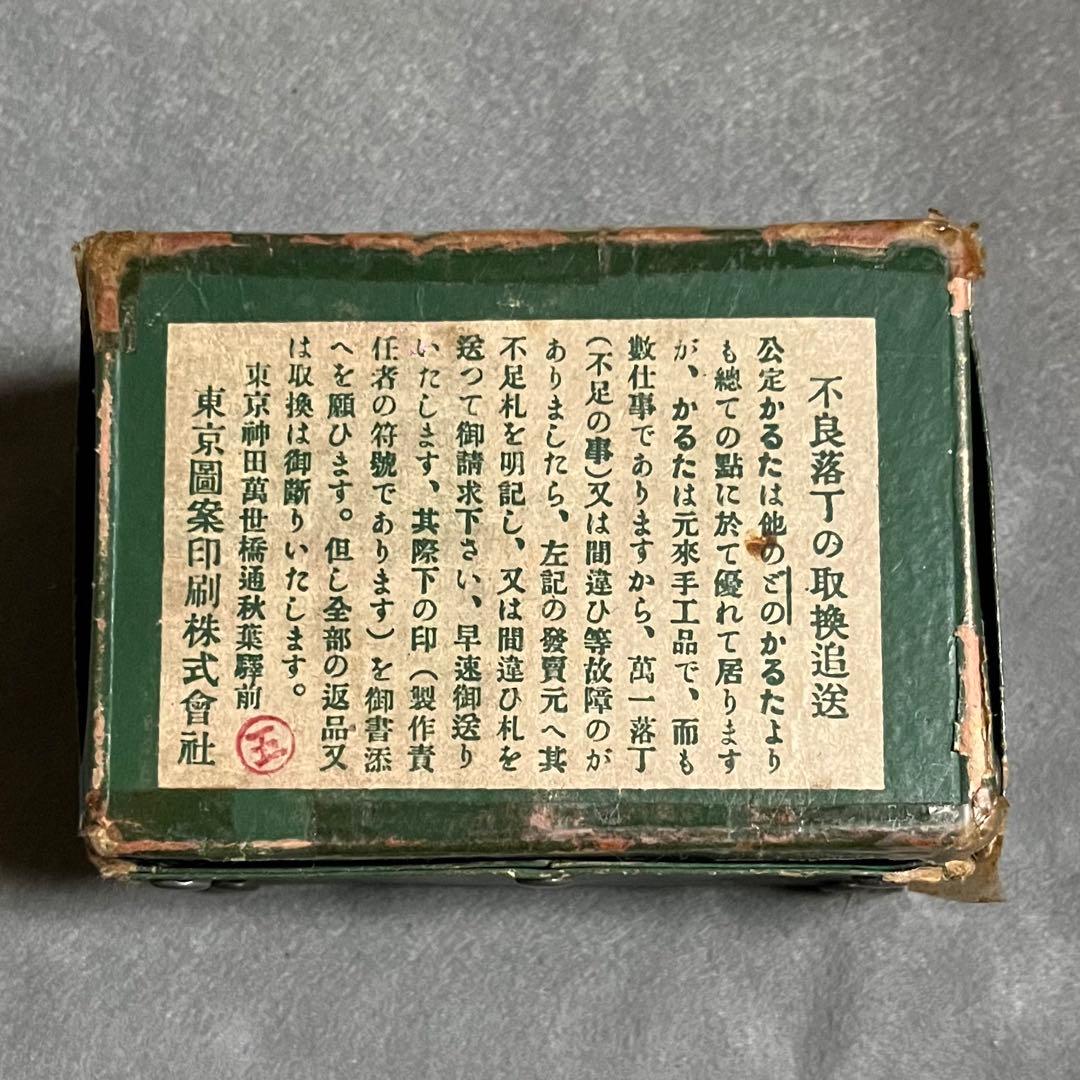 不良落丁の取換追送
公定かるたは他のどのかるたより
も總ての點に於て優れて居ります
が、かるたは元來手工品で、而も
數仕事でありますから、萬一落丁
(不足の事)又は間違ひ等故障のが
ありましたら、左記の發賣元へ其
不足札を明記し、又は間違ひ札を
送つて御請求下さい、早速御送り
いたします、其際下の印(製作責
任者の符號であります)を御書添
へを願ひます。但し全部の返品又
は取換は御斷りいたします。
東京神田萬世橋通秋葉驛前
東京圖案印刷株式會社
玉